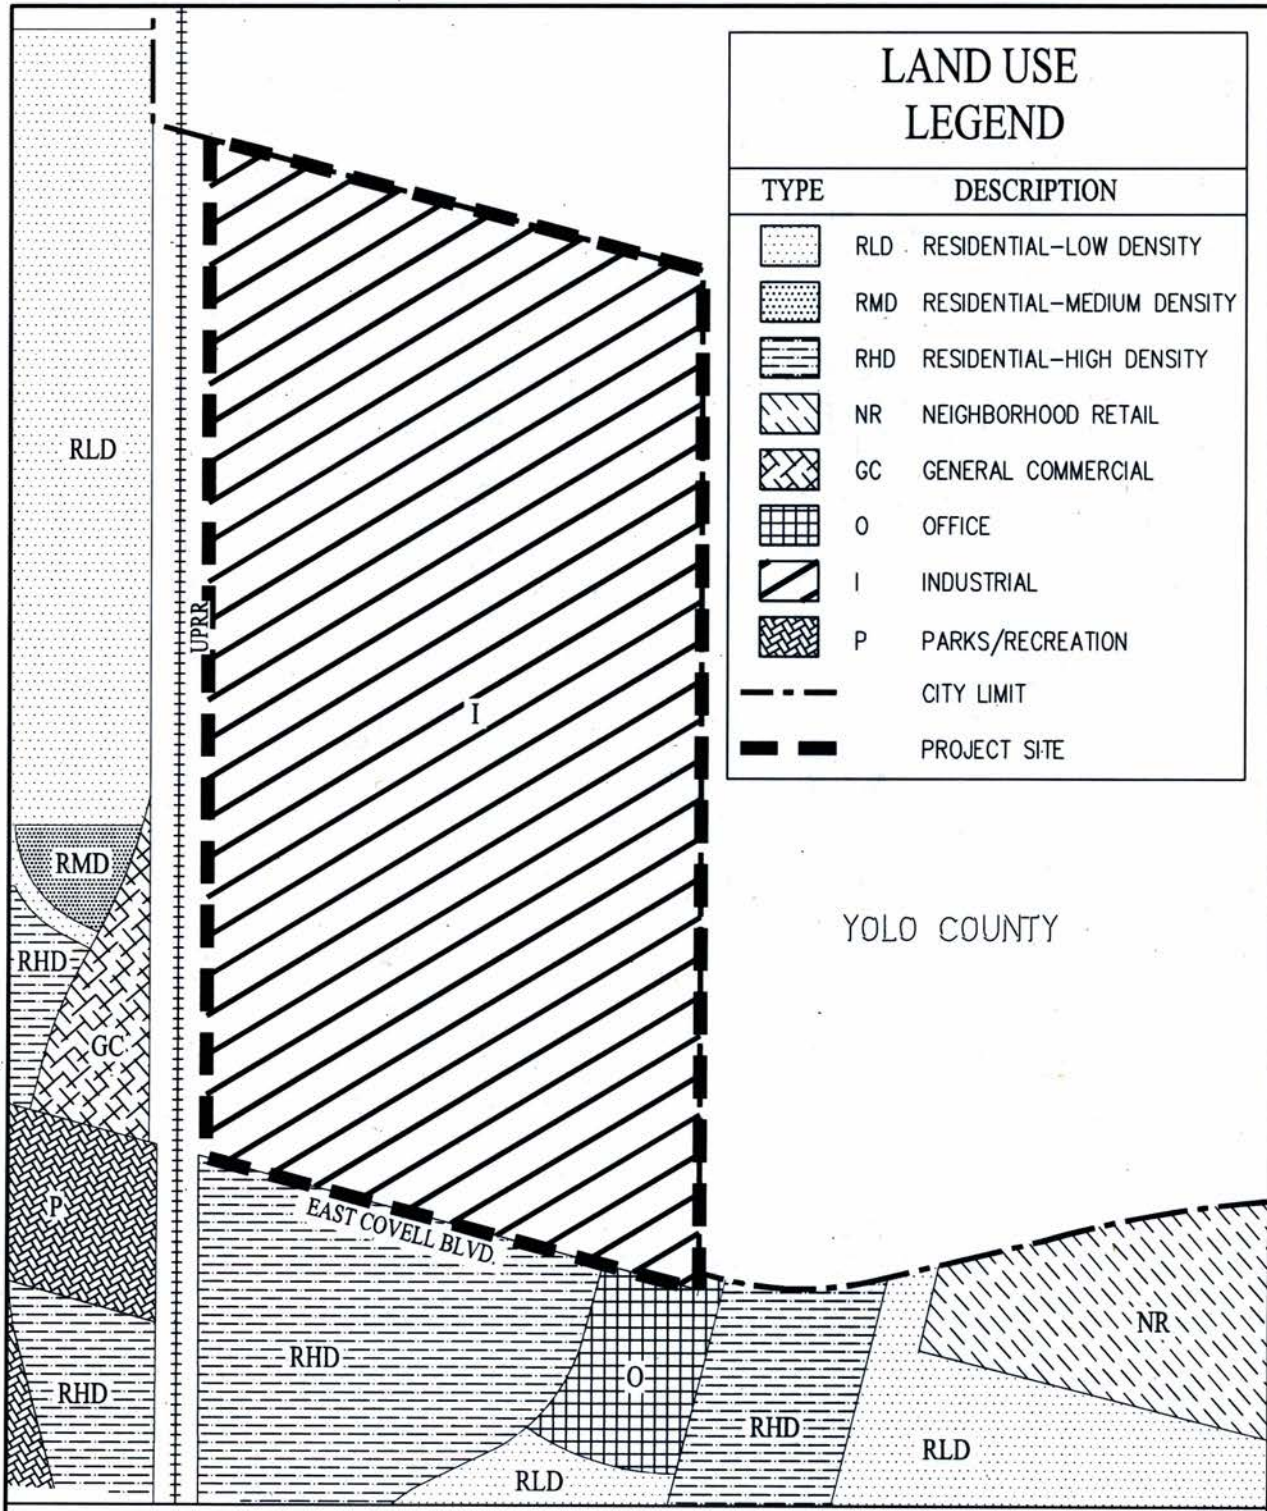 LAND USE
LEGEND
TYPE DESCRIPTION
RLD RESIDENTIAL-LOW DENSITY
RMD RESIDENTIAL-MEDIUM DENSITY
RHD RESIDENTIAL-HIGH DENSITY
NR NEIGHBORHOOD RETAIL
GC GENERAL COMMERCIAL
O OFFICE
I INDUSTRIAL
P PARKS/RECREATION
CITY LIMIT
PROJECT SITE
RLD
UPRR
I
RMD
YOLO COUNTY
RHD
GC
P
EAST COVELL BLVD.
RHD
RHD
O
RHD
NR
RLD
RLD